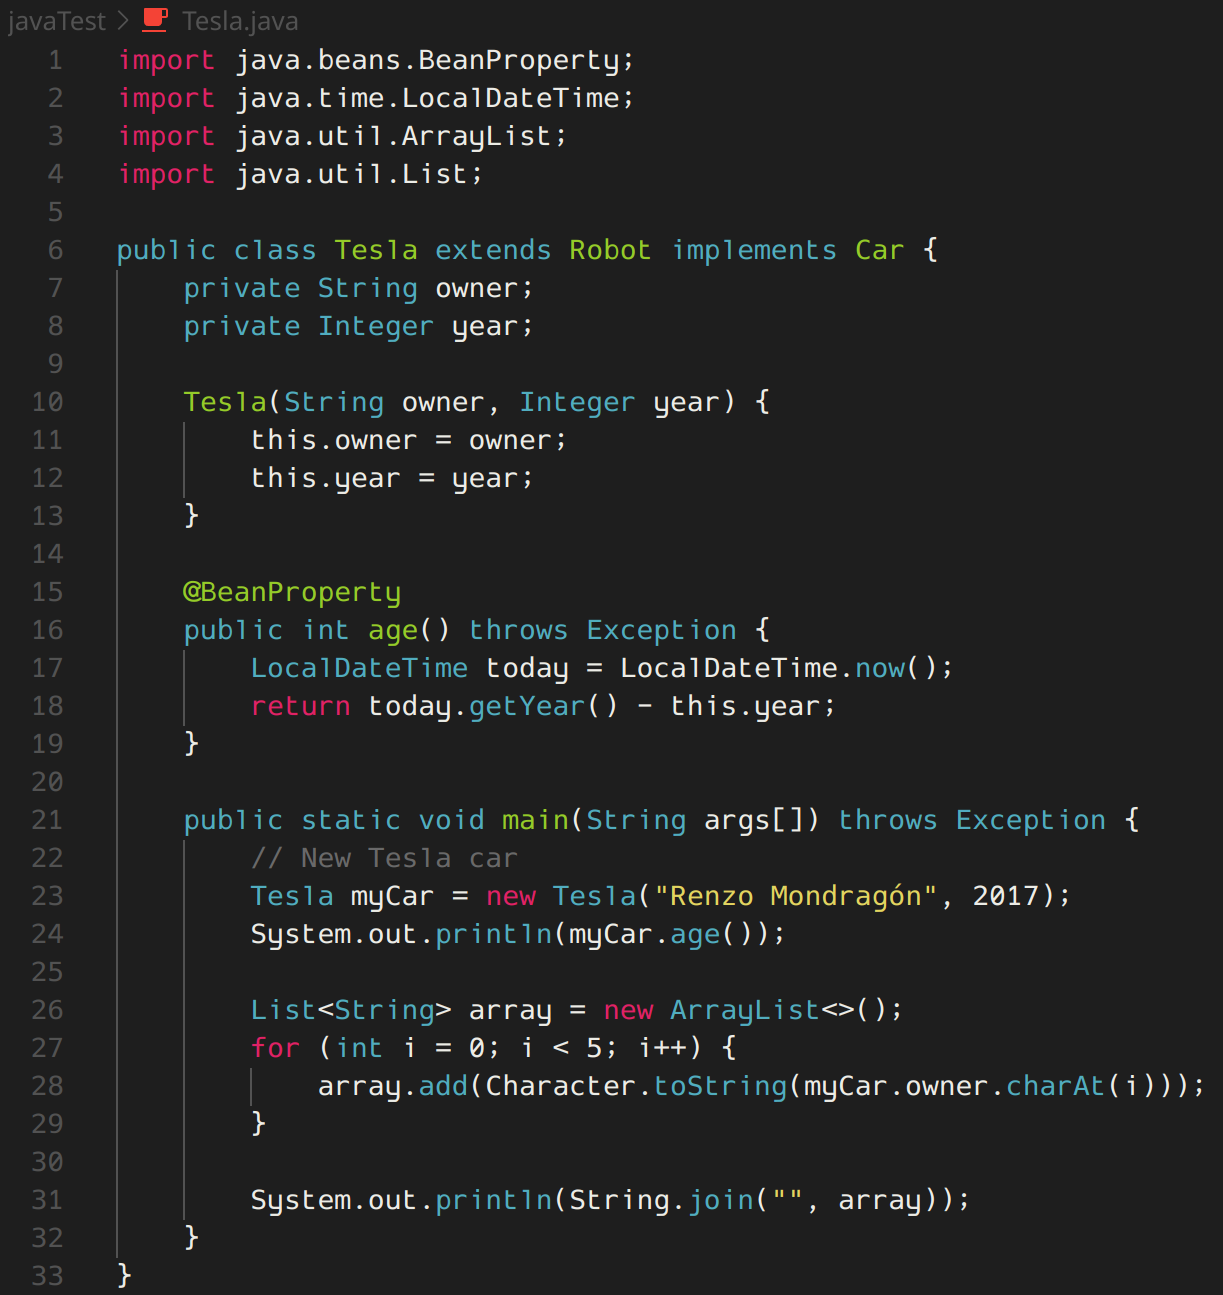 javaTest > Tesla.java
1 import java.beans.BeanProperty;
2 import java.time.LocalDateTime;
3 import java.util.ArrayList;
4 import java.util.List;
5
6 public class Tesla extends Robot implements Car {
7     private String owner;
8     private Integer year;
9
10     Tesla(String owner, Integer year) {
11         this.owner = owner;
12         this.year = year;
13     }
14
15     @BeanProperty
16     public int age() throws Exception {
17         LocalDateTime today = LocalDateTime.now();
18         return today.getYear() - this.year;
19     }
20
21     public static void main(String args[]) throws Exception {
22         // New Tesla car
23         Tesla myCar = new Tesla("Renzo Mondragón", 2017);
24         System.out.println(myCar.age());
25
26         List<String> array = new ArrayList<>();
27         for (int i = 0; i < 5; i++) {
28             array.add(Character.toString(myCar.owner.charAt(i)));
29         }
30
31         System.out.println(String.join("", array));
32     }
33 }